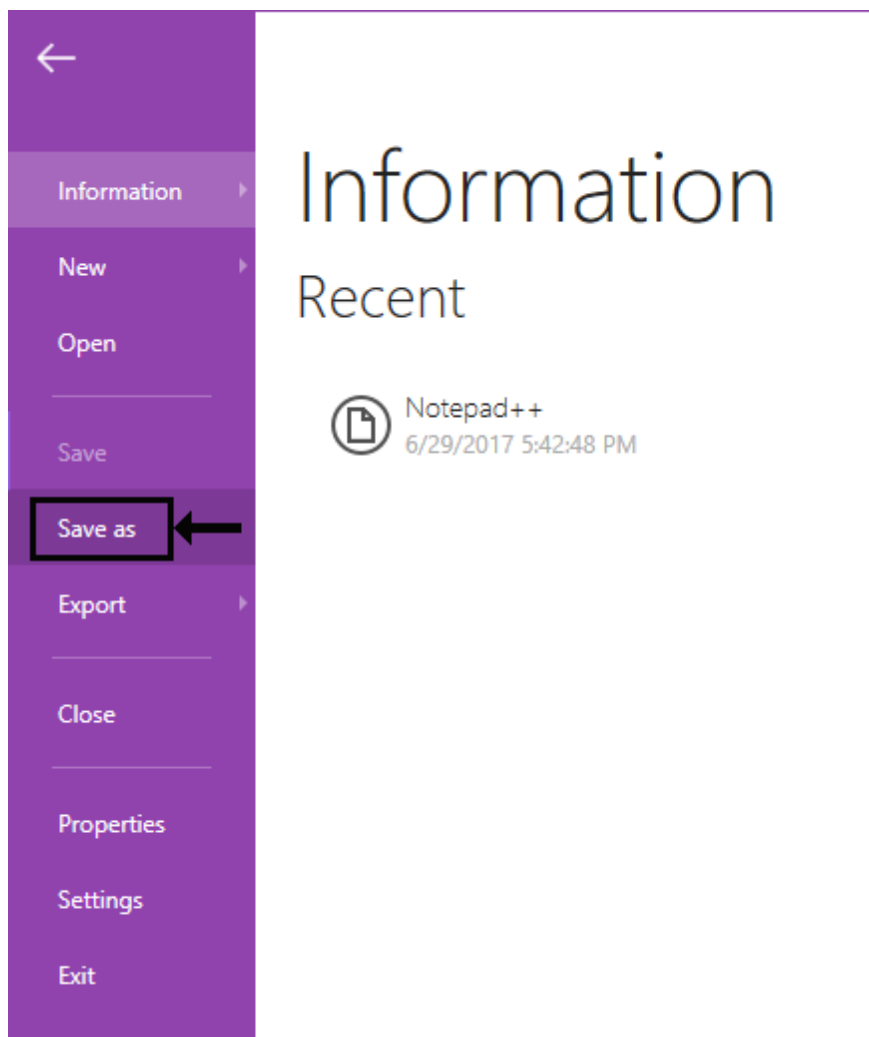 Information
New
Open
Save
Save as
Export
Close
Properties
Settings
Exit
Information
Recent
Notepad++
6/29/2017 5:42:48 PM